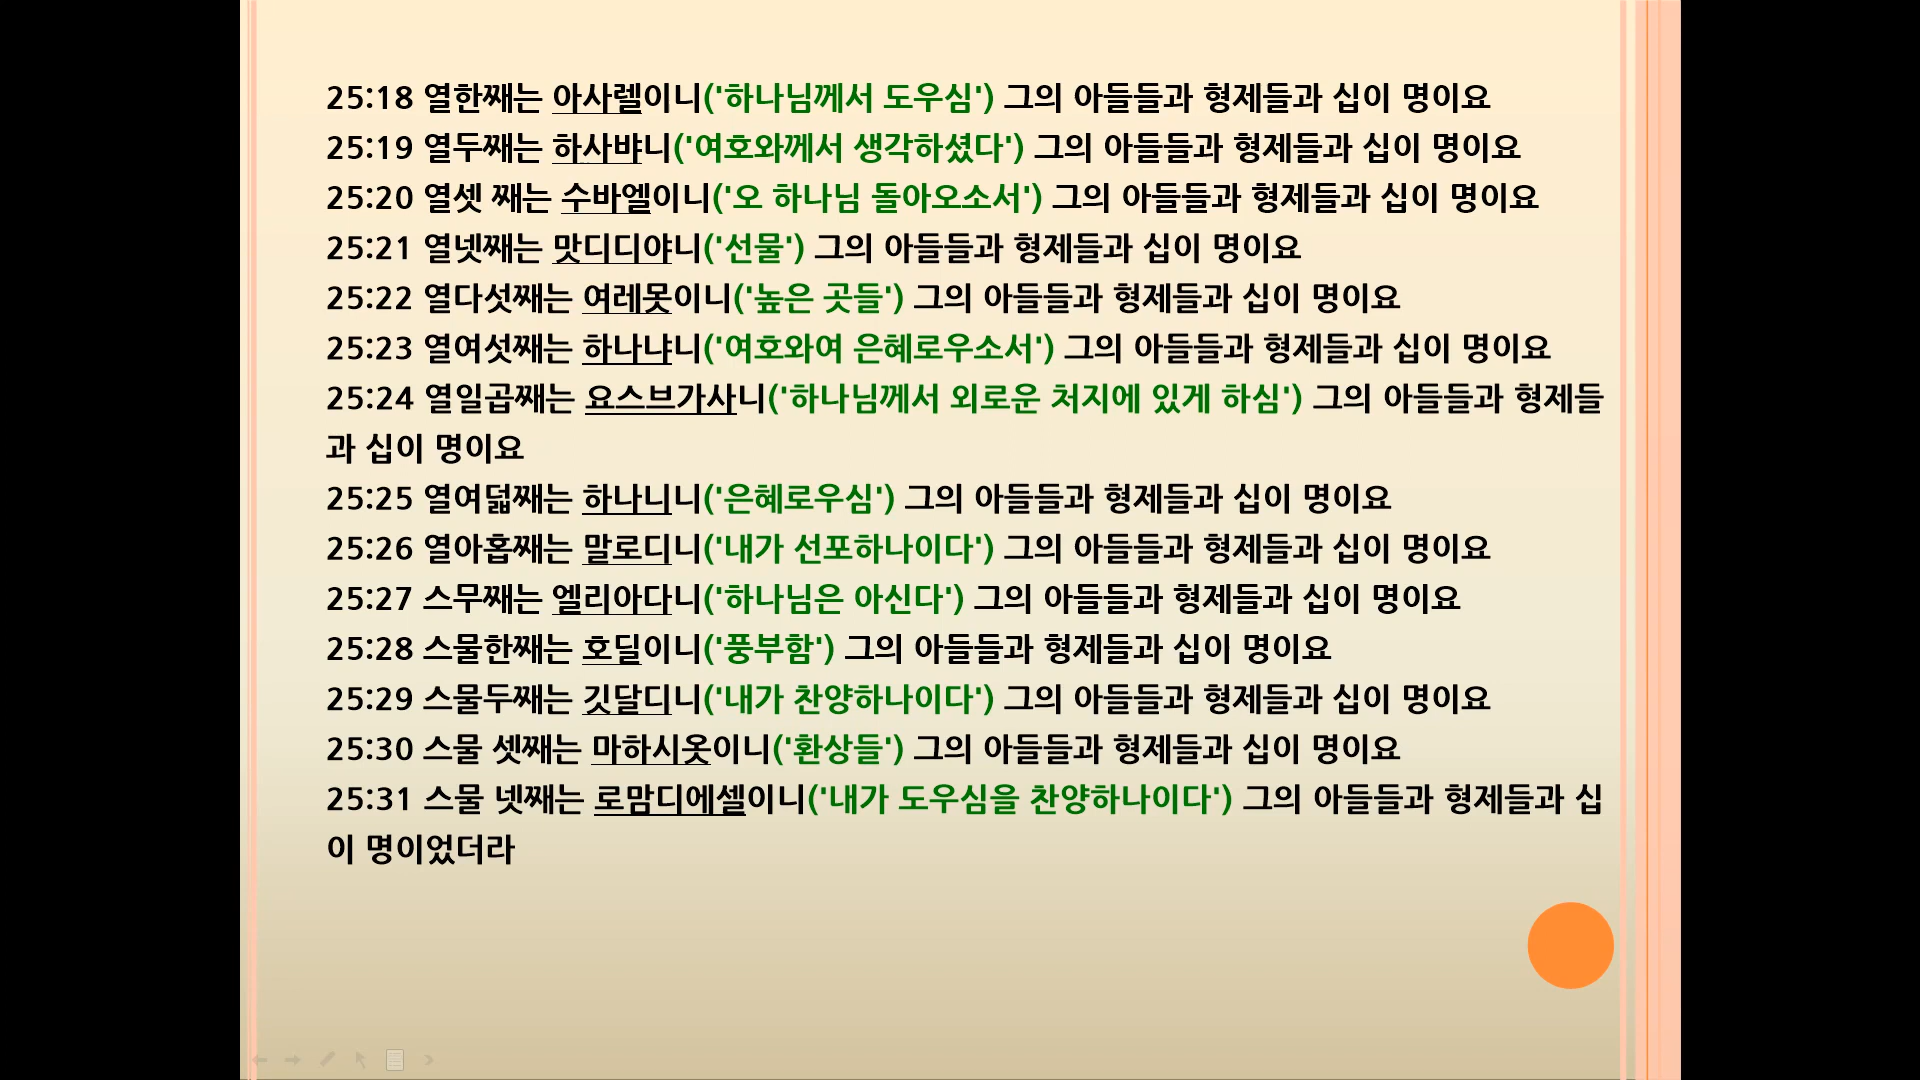 25:18 열한째는 아사렐이니('하나님께서 도우심') 그의 아들들과 형제들과 십이 명이요
25:19 열두째는 하사뱌니('여호와께서 생각하셨다') 그의 아들들과 형제들과 십이 명이요
25:20 열셋 째는 수바엘이니('오 하나님 돌아오소서') 그의 아들들과 형제들과 십이 명이요
25:21 열넷째는 맛디디야니('선물') 그의 아들들과 형제들과 십이 명이요
25:22 열다섯째는 여레못이니('높은 곳들') 그의 아들들과 형제들과 십이 명이요
25:23 열여섯째는 하나냐니('여호와여 은혜로우소서') 그의 아들들과 형제들과 십이 명이요
25:24 열일곱째는 요스브가사니('하나님께서 외로운 처지에 있게 하심') 그의 아들들과 형제들
과 십이 명이요
25:25 열여덟째는 하나니니('은혜로우심') 그의 아들들과 형제들과 십이 명이요
25:26 열아홉째는 말로디니('내가 선포하나이다') 그의 아들들과 형제들과 십이 명이요
25:27 스무째는 엘리아다니('하나님은 아신다') 그의 아들들과 형제들과 십이 명이요
25:28 스물한째는 호딜이니('풍부함') 그의 아들들과 형제들과 십이 명이요
25:29 스물두째는 깃달디니('내가 찬양하나이다') 그의 아들들과 형제들과 십이 명이요
25:30 스물 셋째는 마하시옷이니('환상들') 그의 아들들과 형제들과 십이 명이요
25:31 스물 넷째는 로맘디에셀이니('내가 도우심을 찬양하나이다') 그의 아들들과 형제들과 십
이 명이었더라